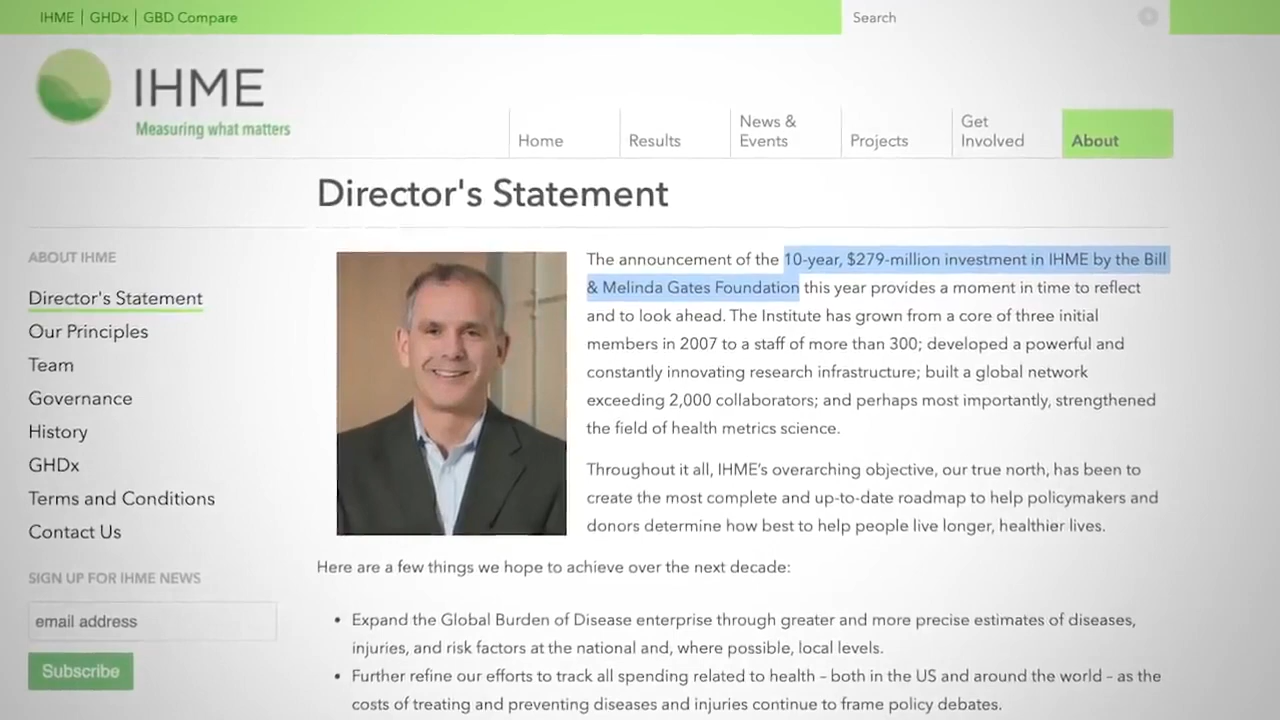 IHME | GHDx | GBD Compare
Search
IHME
Measuring what matters
Home
Results
News &
Events
Projects
Get
Involved
About
Director's Statement
ABOUT IHME
Director's Statement
Our Principles
Team
Governance
History
GHDx
Terms and Conditions
Contact Us
SIGN UP FOR IHME NEWS
email address
Subscribe
The announcement of the 10-year, $279-million investment in IHME by the Bill
& Melinda Gates Foundation this year provides a moment in time to reflect
and to look ahead. The Institute has grown from a core of three initial
members in 2007 to a staff of more than 300; developed a powerful and
constantly innovating research infrastructure; built a global network
exceeding 2,000 collaborators; and perhaps most importantly, strengthened
the field of health metrics science.
Throughout it all, IHME's overarching objective, our true north, has been to
create the most complete and up-to-date roadmap to help policymakers and
donors determine how best to help people live longer, healthier lives.
Here are a few things we hope to achieve over the next decade:
• Expand the Global Burden of Disease enterprise through greater and more precise estimates of diseases,
injuries, and risk factors at the national and, where possible, local levels.
• Further refine our efforts to track all spending related to health – both in the US and around the world – as the
costs of treating and preventing diseases and injuries continue to frame policy debates.